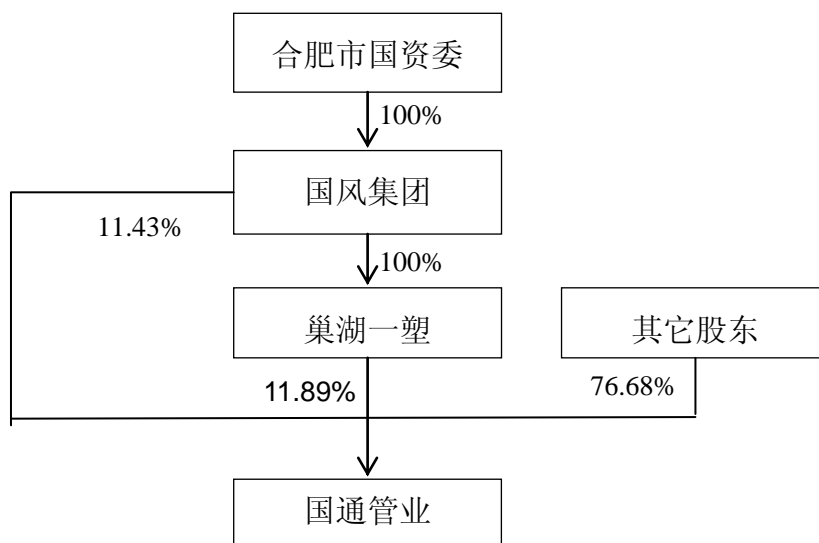 合肥市国资委
100%
国风集团
11.43%
100%
巢湖一塑
其它股东
11.89%
76.68%
国通管业